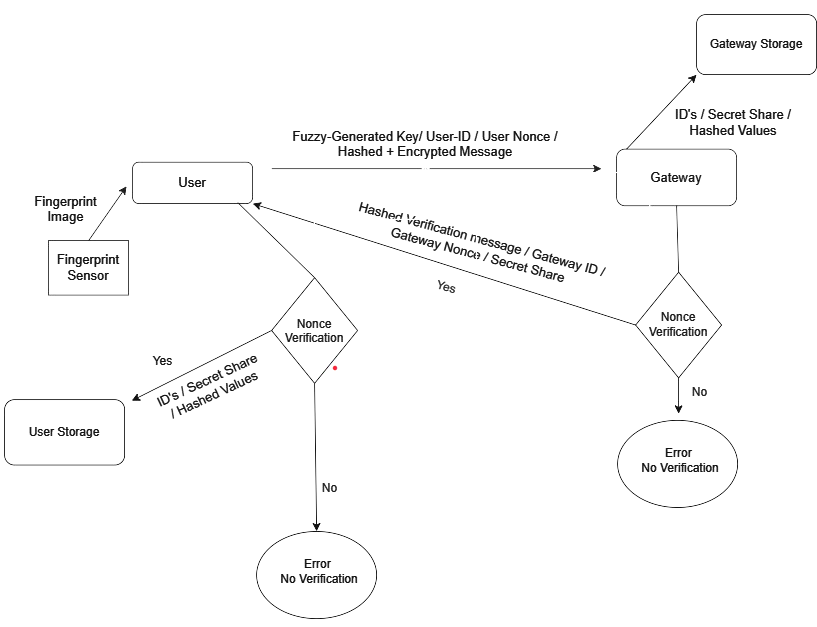 Gateway Storage
ID's / Secret Share /
Hashed Values
Fuzzy-Generated Key/ User-ID / User Nonce /
Hashed + Encrypted Message
User
Gateway
Fingerprint
Image
Fingerprint
Sensor
Hashed Verification message / Gateway ID /
Gateway Nonce / Secret Share
Yes
Nonce
Verification
Nonce
Verification
Yes
ID's / Secret Share
/ Hashed Values
No
User Storage
Error
No Verification
No
Error
No Verification